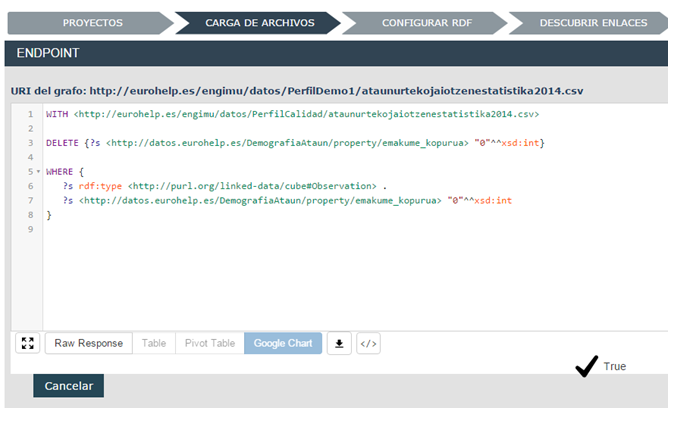 PROYECTOS CARGA DE ARCHIVOS CONFIGURAR RDF DESCUBRIR ENLACES
ENDPOINT
URI del grafo: http://eurohelp.es/engimu/datos/PerfilDemo1/ataunurtekojaiotzenestatistika2014.csv
1 WITH <http://eurohelp.es/engimu/datos/PerfilCalidad/ataunurtekojaiotzenestatistika2014.csv>
2
3 DELETE {?s <http://datos.eurohelp.es/DemografiaAtaun/property/emakume_kopurua> "0"^^xsd:int}
4
5 WHERE {
6 ?s rdf:type <http://purl.org/linked-data/cube#Observation> .
7 ?s <http://datos.eurohelp.es/DemografiaAtaun/property/emakume_kopurua> "0"^^xsd:int
8 }
9
Raw Response Table Pivot Table Google Chart </>
True
Cancelar